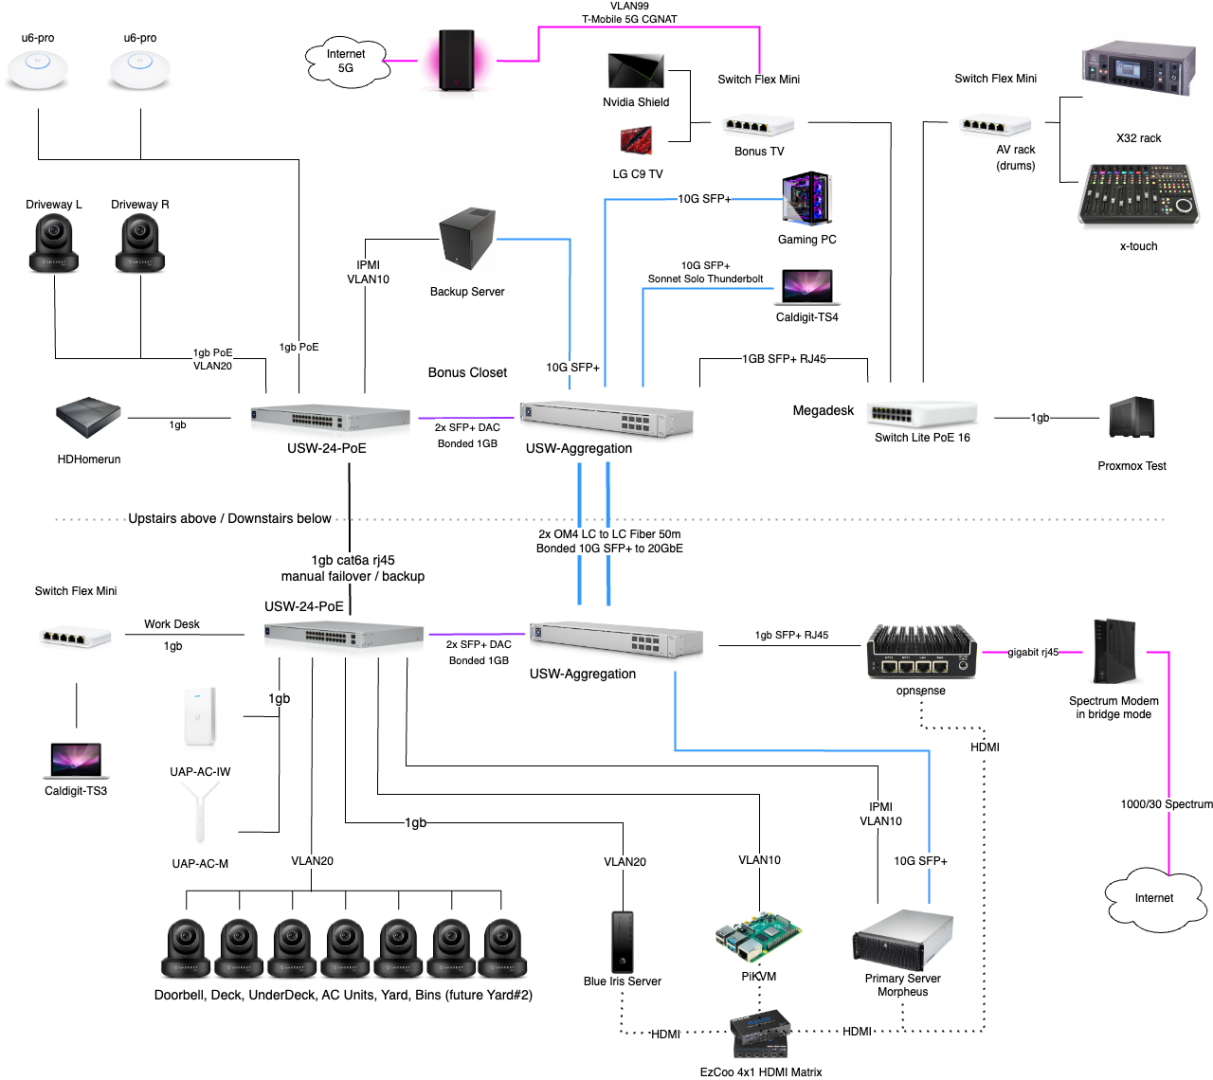 VLAN99
T-Mobile 5G CGNAT
u6-pro
u6-pro
Internet
5G
Nvidia Shield
LG C9 TV
Switch Flex Mini
Bonus TV
Switch Flex Mini
AV rack
(drums)
X32 rack
x-touch
Driveway L
Driveway R
10G SFP+
Gaming PC
IPMI
VLAN10
Backup Server
10G SFP+
Sonnet Solo Thunderbolt
Caldigit-TS4
1gb PoE
VLAN20
1gb PoE
Bonus Closet
10G SFP+
1GB SFP+ RJ45
HDHomerun
1gb
USW-24-PoE
2x SFP+ DAC
Bonded 1GB
USW-Aggregation
Megadesk
Switch Lite PoE 16
1gb
Proxmox Test
Upstairs above / Downstairs below
2x OM4 LC to LC Fiber 50m
Bonded 10G SFP+ to 20GbE
1gb cat6a rj45
manual failover / backup
Switch Flex Mini
Work Desk
1gb
USW-24-PoE
2x SFP+ DAC
Bonded 1GB
USW-Aggregation
1gb SFP+ RJ45
opnsense
gigabit rj45
Spectrum Modem
in bridge mode
HDMI
Caldigit-TS3
1gb
UAP-AC-IW
UAP-AC-M
1gb
VLAN20
VLAN20
VLAN10
IPMI
VLAN10
10G SFP+
1000/30 Spectrum
Internet
Doorbell, Deck, UnderDeck, AC Units, Yard, Bins (future Yard#2)
Blue Iris Server
PiKVM
Primary Server
Morpheus
HDMI
HDMI
EzCoo 4x1 HDMI Matrix